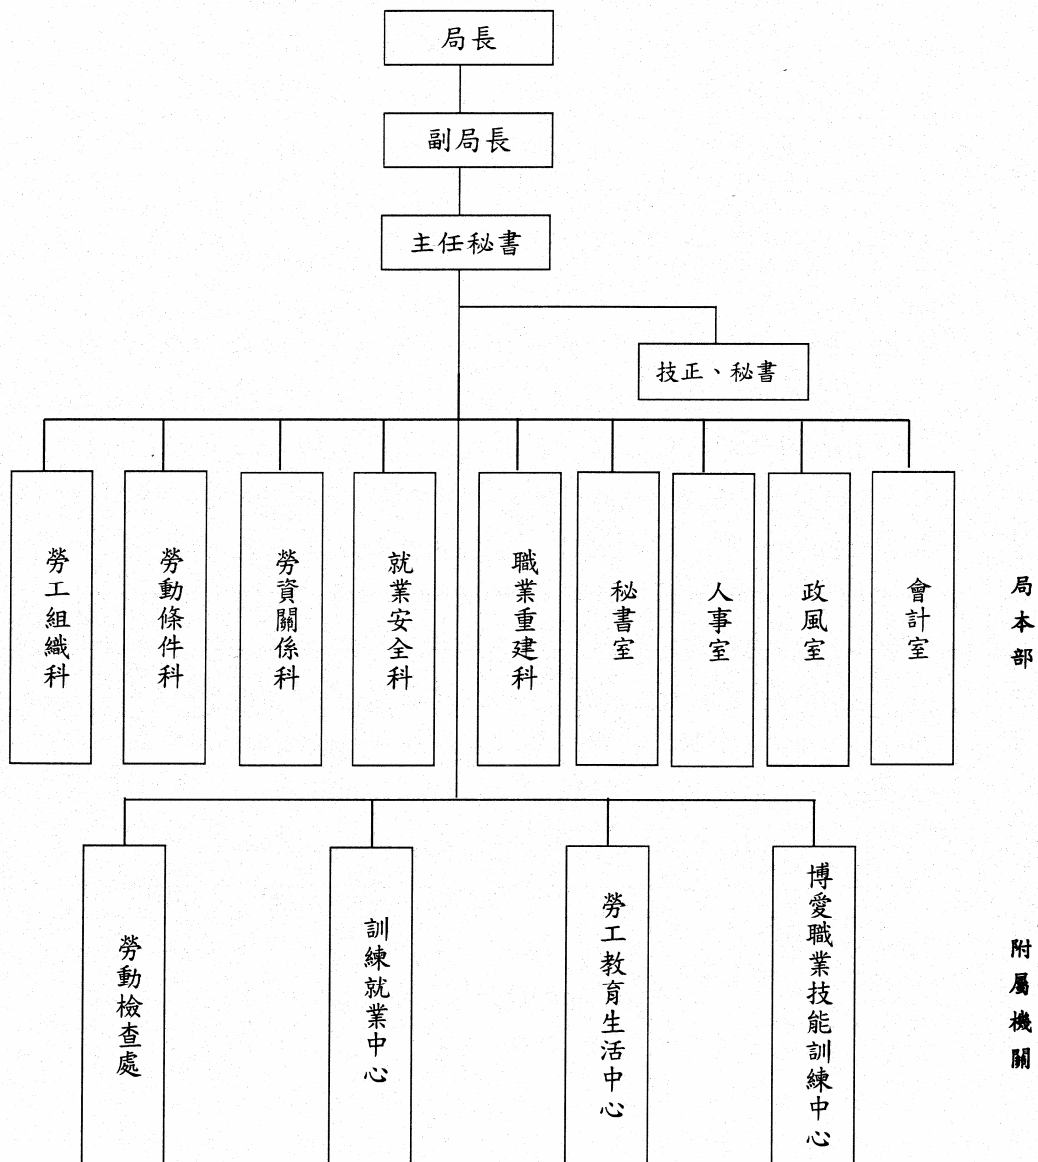 局長
副局長
主任秘書
技正、秘書
勞工組織科
勞動條件科
勞資關係科
就業安全科
職業重建科
秘書室
人事室
政風室
會計室
局本部
勞動檢查處
訓練就業中心
勞工教育生活中心
博愛職業技能訓練中心
附屬機關